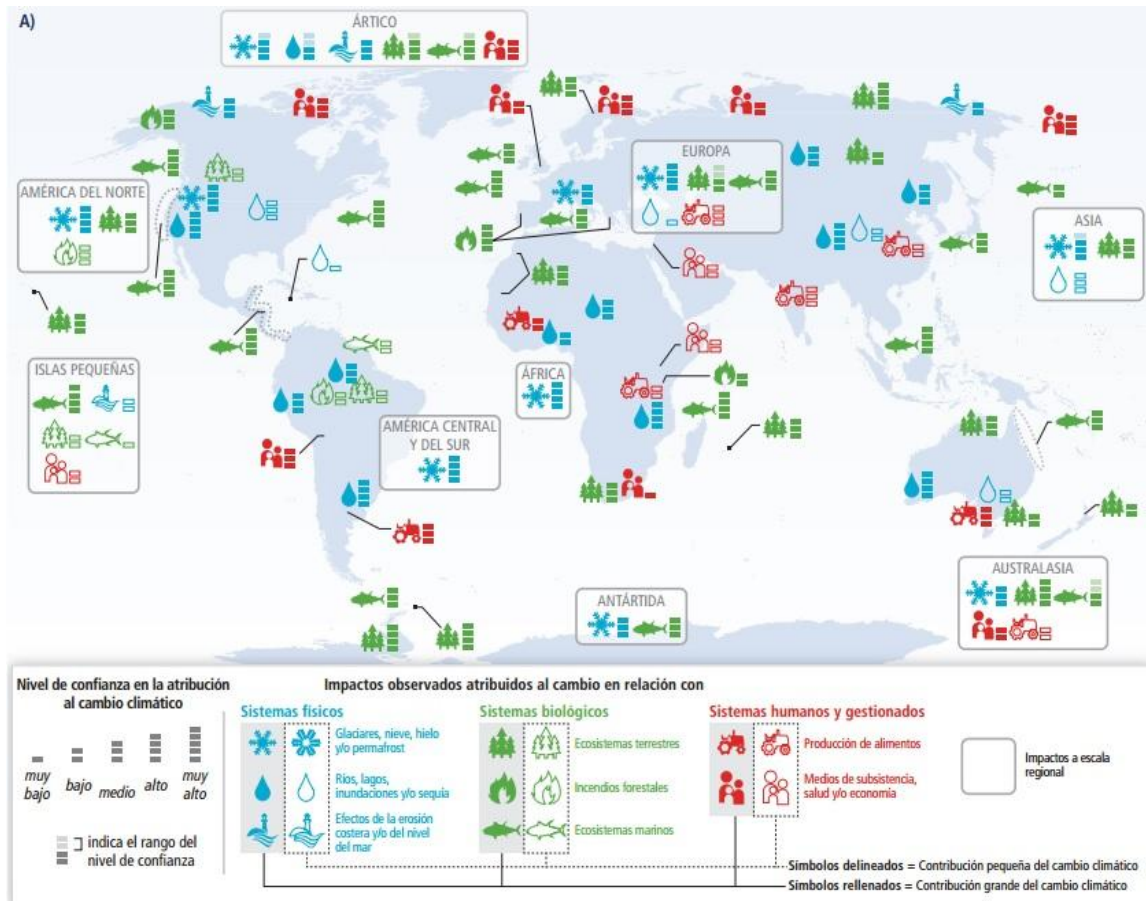 A)
ÁRTICO
EUROPA
AMÉRICA DEL NORTE
ASIA
ISLAS PEQUEÑAS
ÁFRICA
AMÉRICA CENTRAL
Y DEL SUR
AUSTRALASIA
ANTÁRTIDA
Nivel de confianza en la atribución
al cambio climático
muy
bajo
bajo
medio
alto
muy
alto
indica el rango del
nivel de confianza
Impactos observados atribuidos al cambio en relación con
Sistemas físicos
Glaciares, nieve, hielo
y/o permafrost
Ríos, lagos,
inundaciones y/o sequía
Efectos de la erosión
costera y/o del nivel
del mar
Sistemas biológicos
Ecosistemas terrestres
Incendios forestales
Ecosistemas marinos
Sistemas humanos y gestionados
Producción de alimentos
Medios de subsistencia,
salud y/o economía
Impactos a escala
regional
Símbolos delineados = Contribución pequeña del cambio climático
Símbolos rellenados = Contribución grande del cambio climático